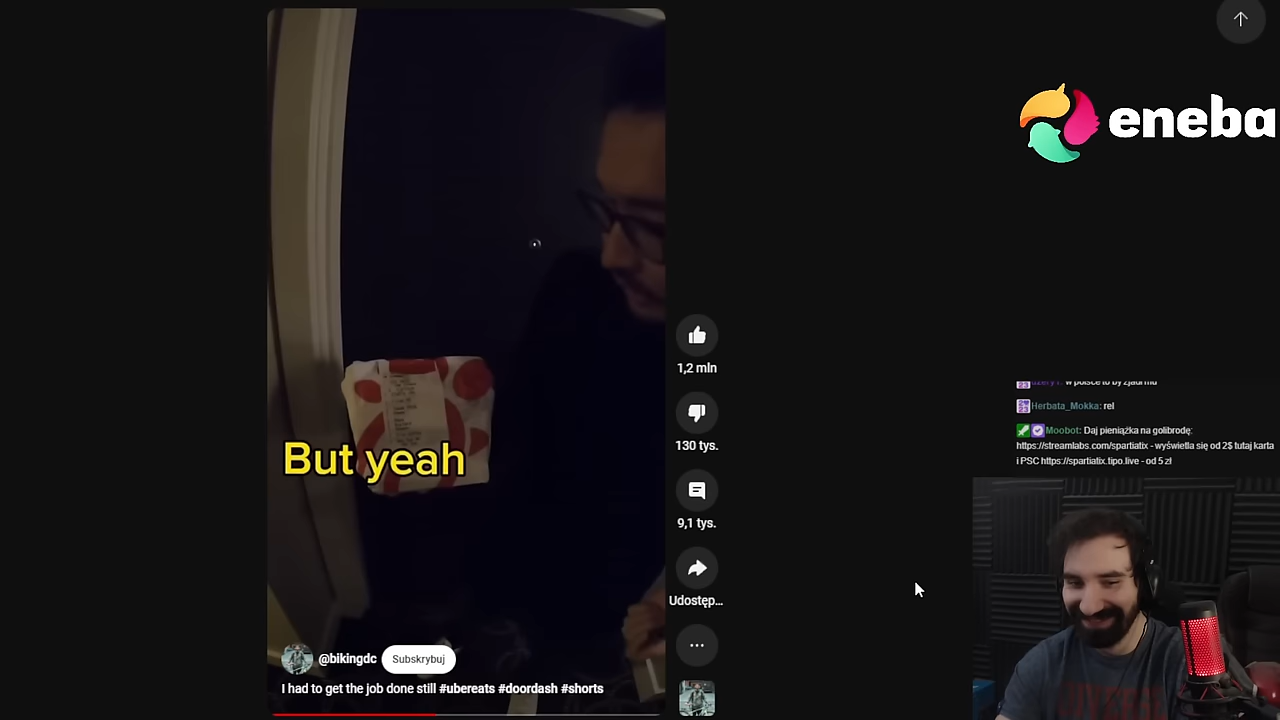 eneba
But yeah
1,2 mln
130 tys.
9,1 tys.
Udostęp...
@bikingdc
Subskrybuj
I had to get the job done still #ubereats #doordash #shorts
w polsce to by zjadł mu
Herbata_Mokka: rel
Moobot: Daj pieniążka na golibrodę:
https://streamlabs.com/spartiatix - wyświetla się od 2$ tutaj karta
i PSC https://spartiatix.tipo.live - od 5 zł